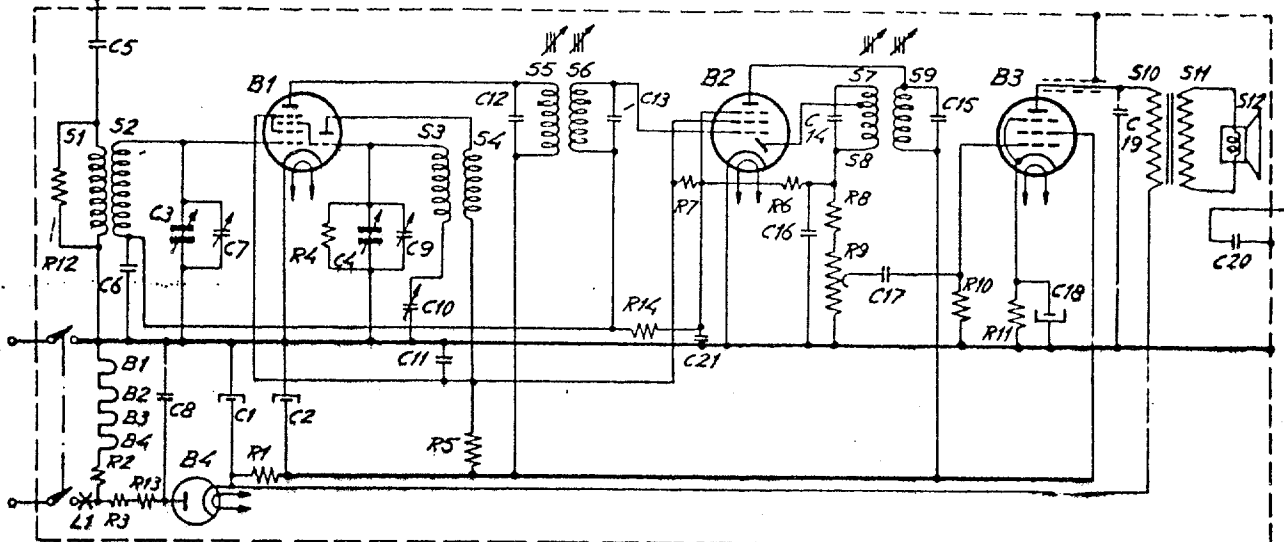 C5
S1
S2
B1
C12
S5
S6
C13
B2
S7
S9
C
14
C15
B3
S10
S11
S12
C
19
S3
S4
S8
C3
C7
R4
C4
C9
R7
R6
R8
C16
R9
R12
C6
C10
C17
R10
C18
C20
R14
R11
C11
C21
B1
B2
B3
B4
C8
C1
C2
R5
R2
R1
B4
R13
L1
R3